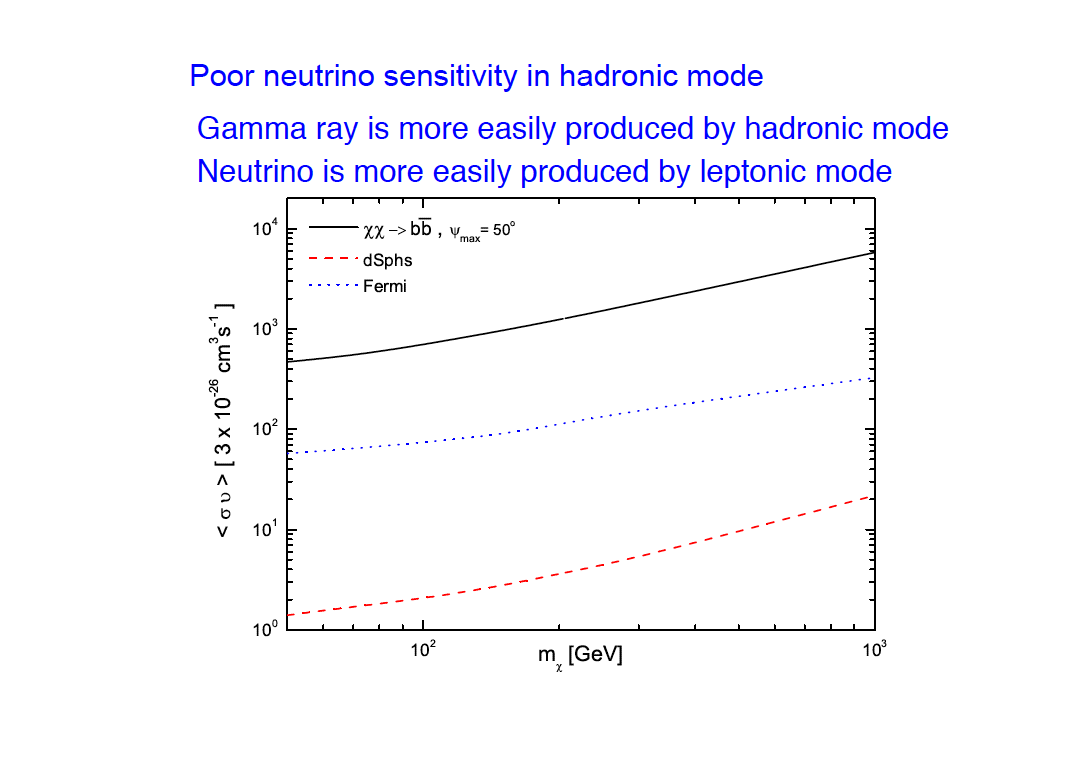 Poor neutrino sensitivity in hadronic mode
Gamma ray is more easily produced by hadronic mode
Neutrino is more easily produced by leptonic mode
χχ –> bb̅ , ψmax= 50°
dSphs
Fermi
10⁴
10³
10²
10¹
10⁰
< σ υ > [ 3 x 10⁻²⁶ cm³s⁻¹ ]
10²
10³
mχ [GeV]